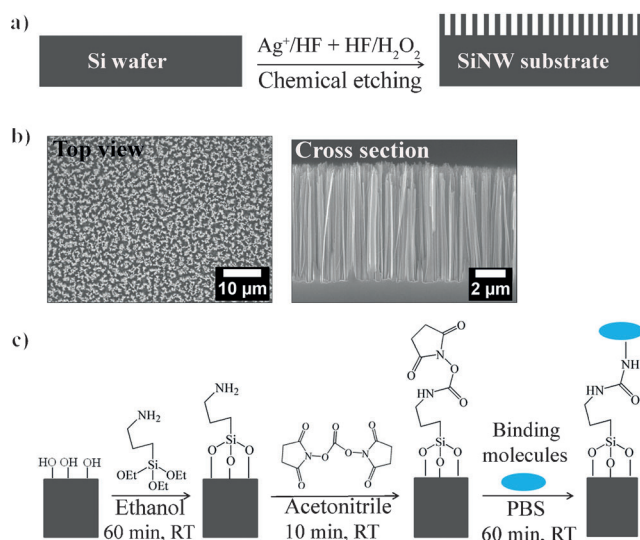 a)
Si wafer
Ag⁺/HF + HF/H₂O₂
Chemical etching
SiNW substrate
b)
Top view
10 μm
Cross section
2 μm
c)
HO OH OH
NH₂
Si
OEt OEt
OEt
Ethanol
60 min, RT
NH₂
Si
O O
O
O O O
N O O N
O O
Acetonitrile
10 min, RT
O
N
O O
NH O
Si
O O
O
Binding
molecules
PBS
60 min, RT
NH
NH O
Si
O O
O